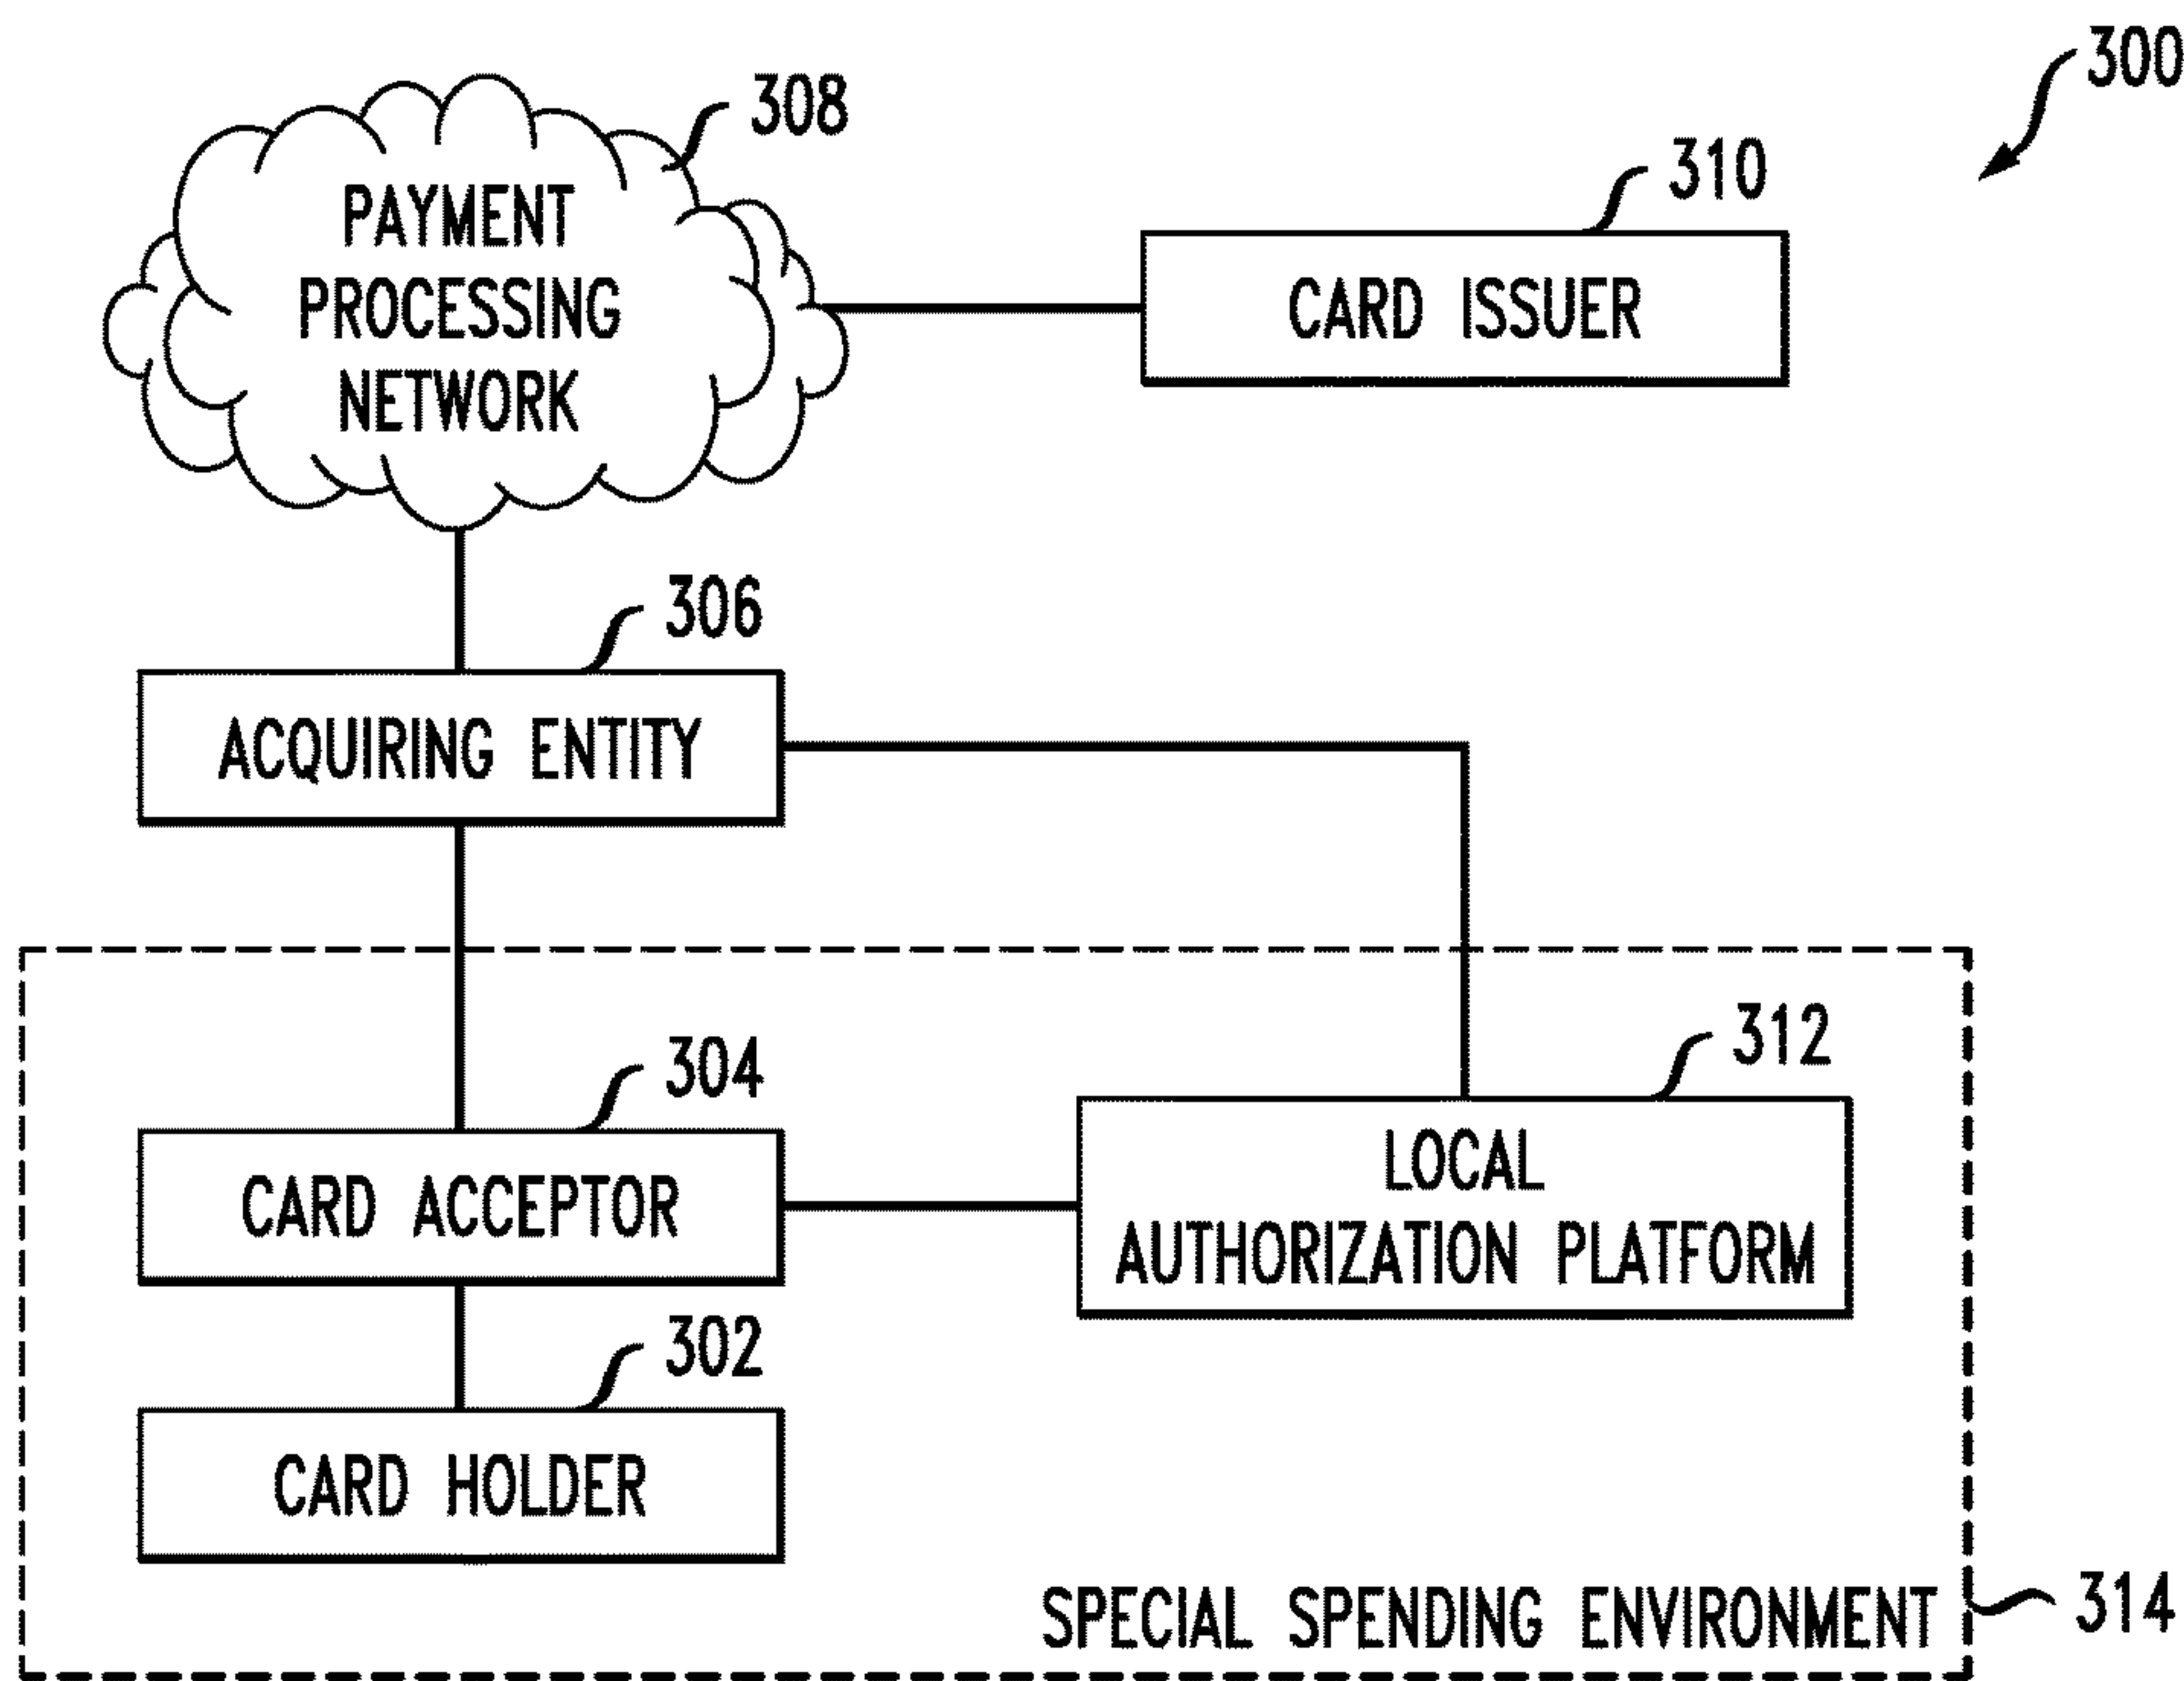 300
308
PAYMENT
PROCESSING
NETWORK
310
CARD ISSUER
306
ACQUIRING ENTITY
304
CARD ACCEPTOR
312
LOCAL
AUTHORIZATION PLATFORM
302
CARD HOLDER
SPECIAL SPENDING ENVIRONMENT
314